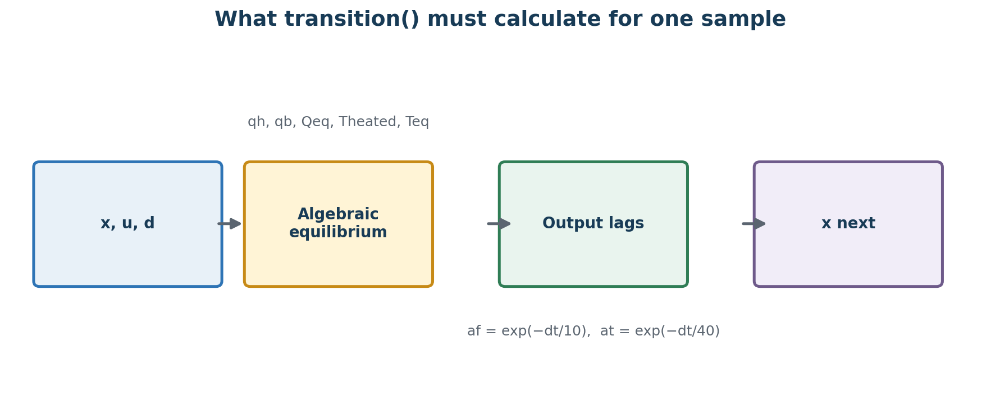 What transition() must calculate for one sample
qh, qb, Qeq, Theated, Teq
x, u, d
Algebraic
equilibrium
Output lags
x next
af = exp(−dt/10),  at = exp(−dt/40)